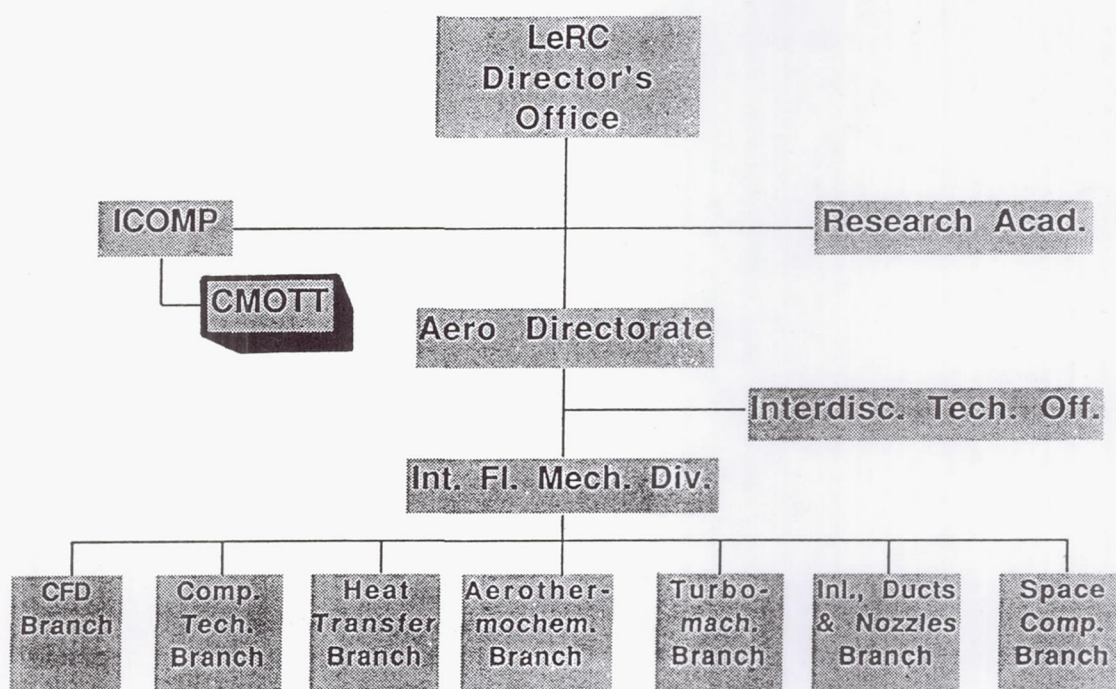 LeRC
Director's
Office
ICOMP
Research Acad.
CMOTT
Aero Directorate
Interdisc. Tech. Off.
Int. Fl. Mech. Div.
CFD
Branch
Comp.
Tech.
Branch
Heat
Transfer
Branch
Aerother-
mochem.
Branch
Turbo-
mach.
Branch
Inl., Ducts
& Nozzles
Branch
Space
Comp.
Branch